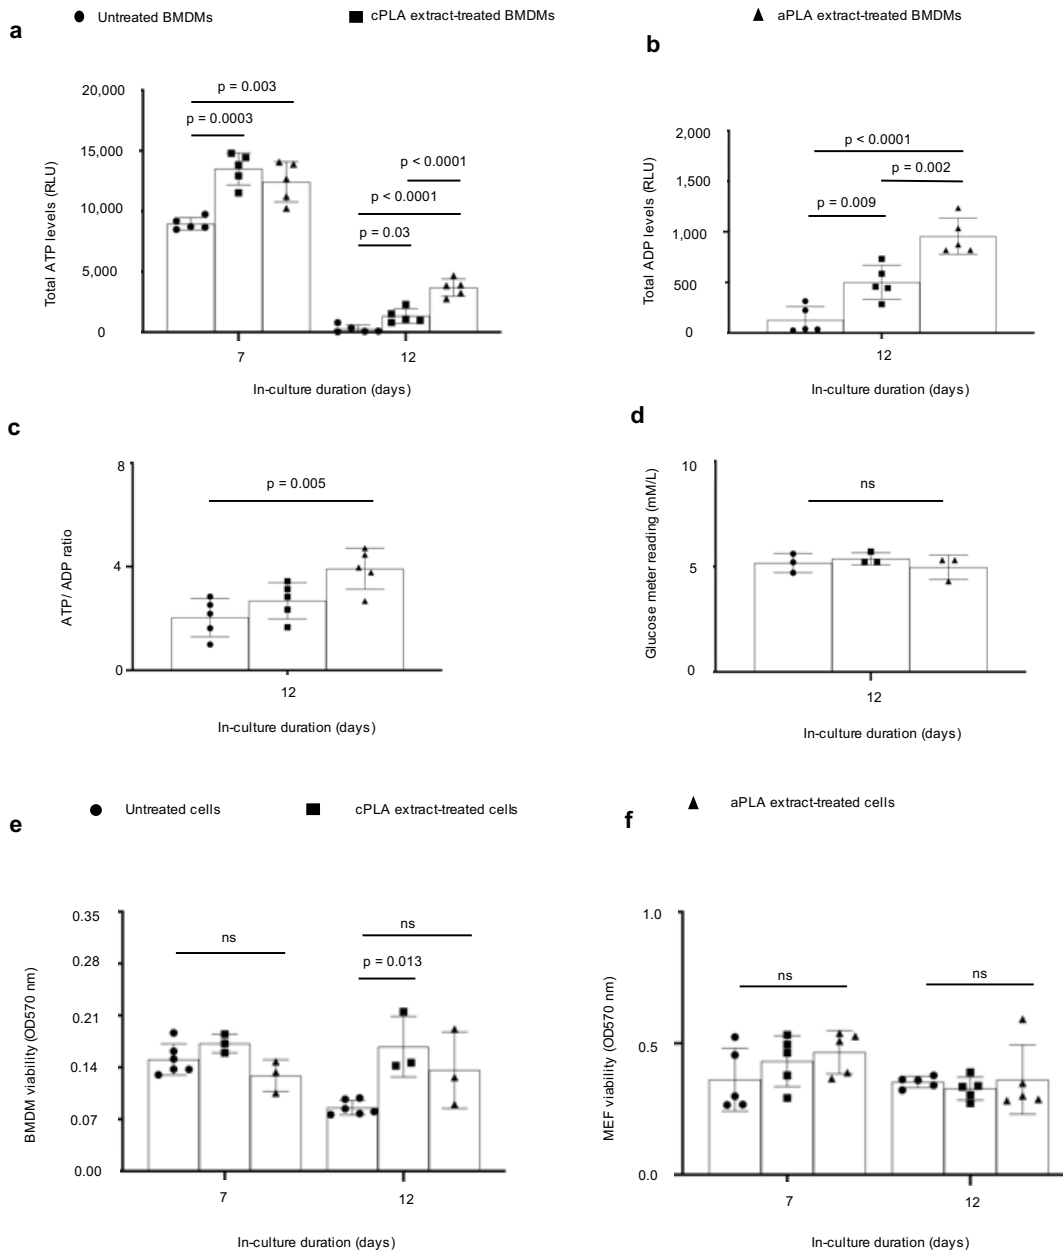 Untreated BMDMs
cPLA extract-treated BMDMs
aPLA extract-treated BMDMs
a
20,000
15,000
10,000
5,000
0
Total ATP levels (RLU)
p = 0.003
p = 0.0003
p < 0.0001
p < 0.0001
p = 0.03
7
12
In-culture duration (days)
b
2,000
1,500
1,000
500
0
Total ADP levels (RLU)
p < 0.0001
p = 0.002
p = 0.009
12
In-culture duration (days)
c
8
4
0
ATP/ ADP ratio
p = 0.005
12
In-culture duration (days)
d
10
5
0
Glucose meter reading (mM/L)
ns
12
In-culture duration (days)
Untreated cells
cPLA extract-treated cells
aPLA extract-treated cells
e
0.35
0.28
0.21
0.14
0.07
0.00
BMDM viability (OD570 nm)
ns
ns
p = 0.013
7
12
In-culture duration (days)
f
1.0
0.5
0.0
MEF viability (OD570 nm)
ns
ns
7
12
In-culture duration (days)